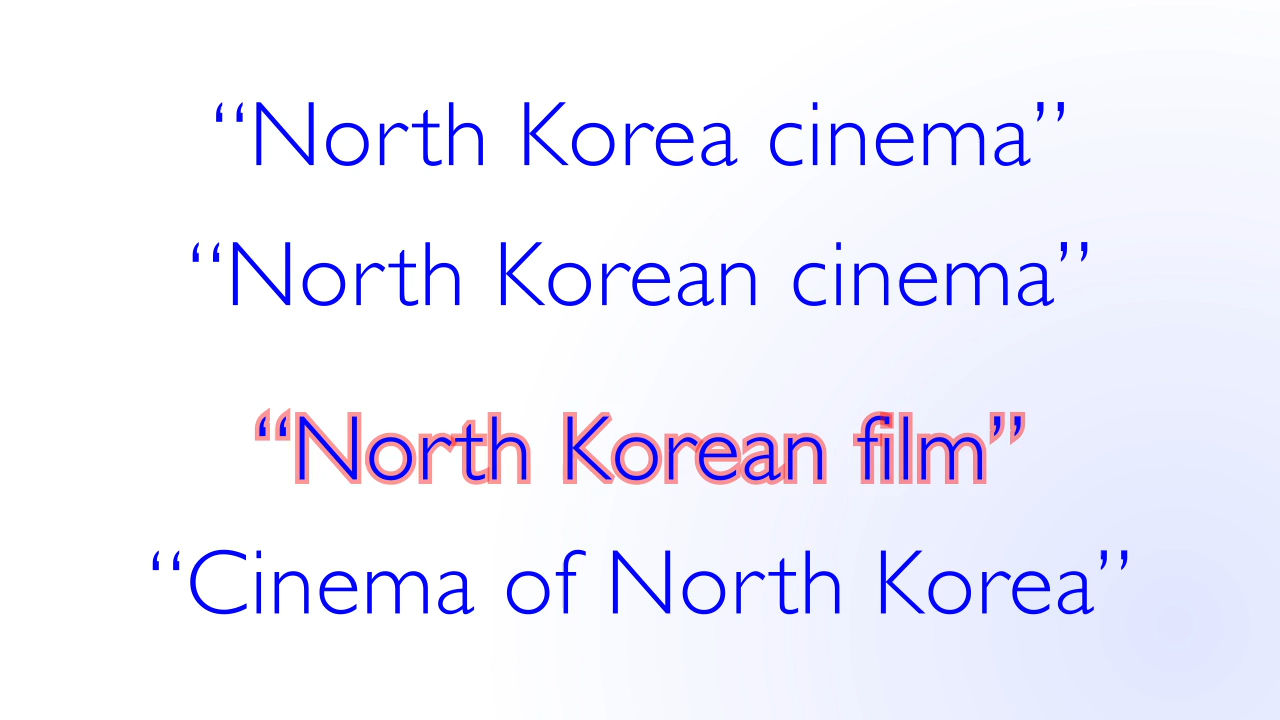 “North Korea cinema”
“North Korean cinema”
“North Korean film”
“Cinema of North Korea”